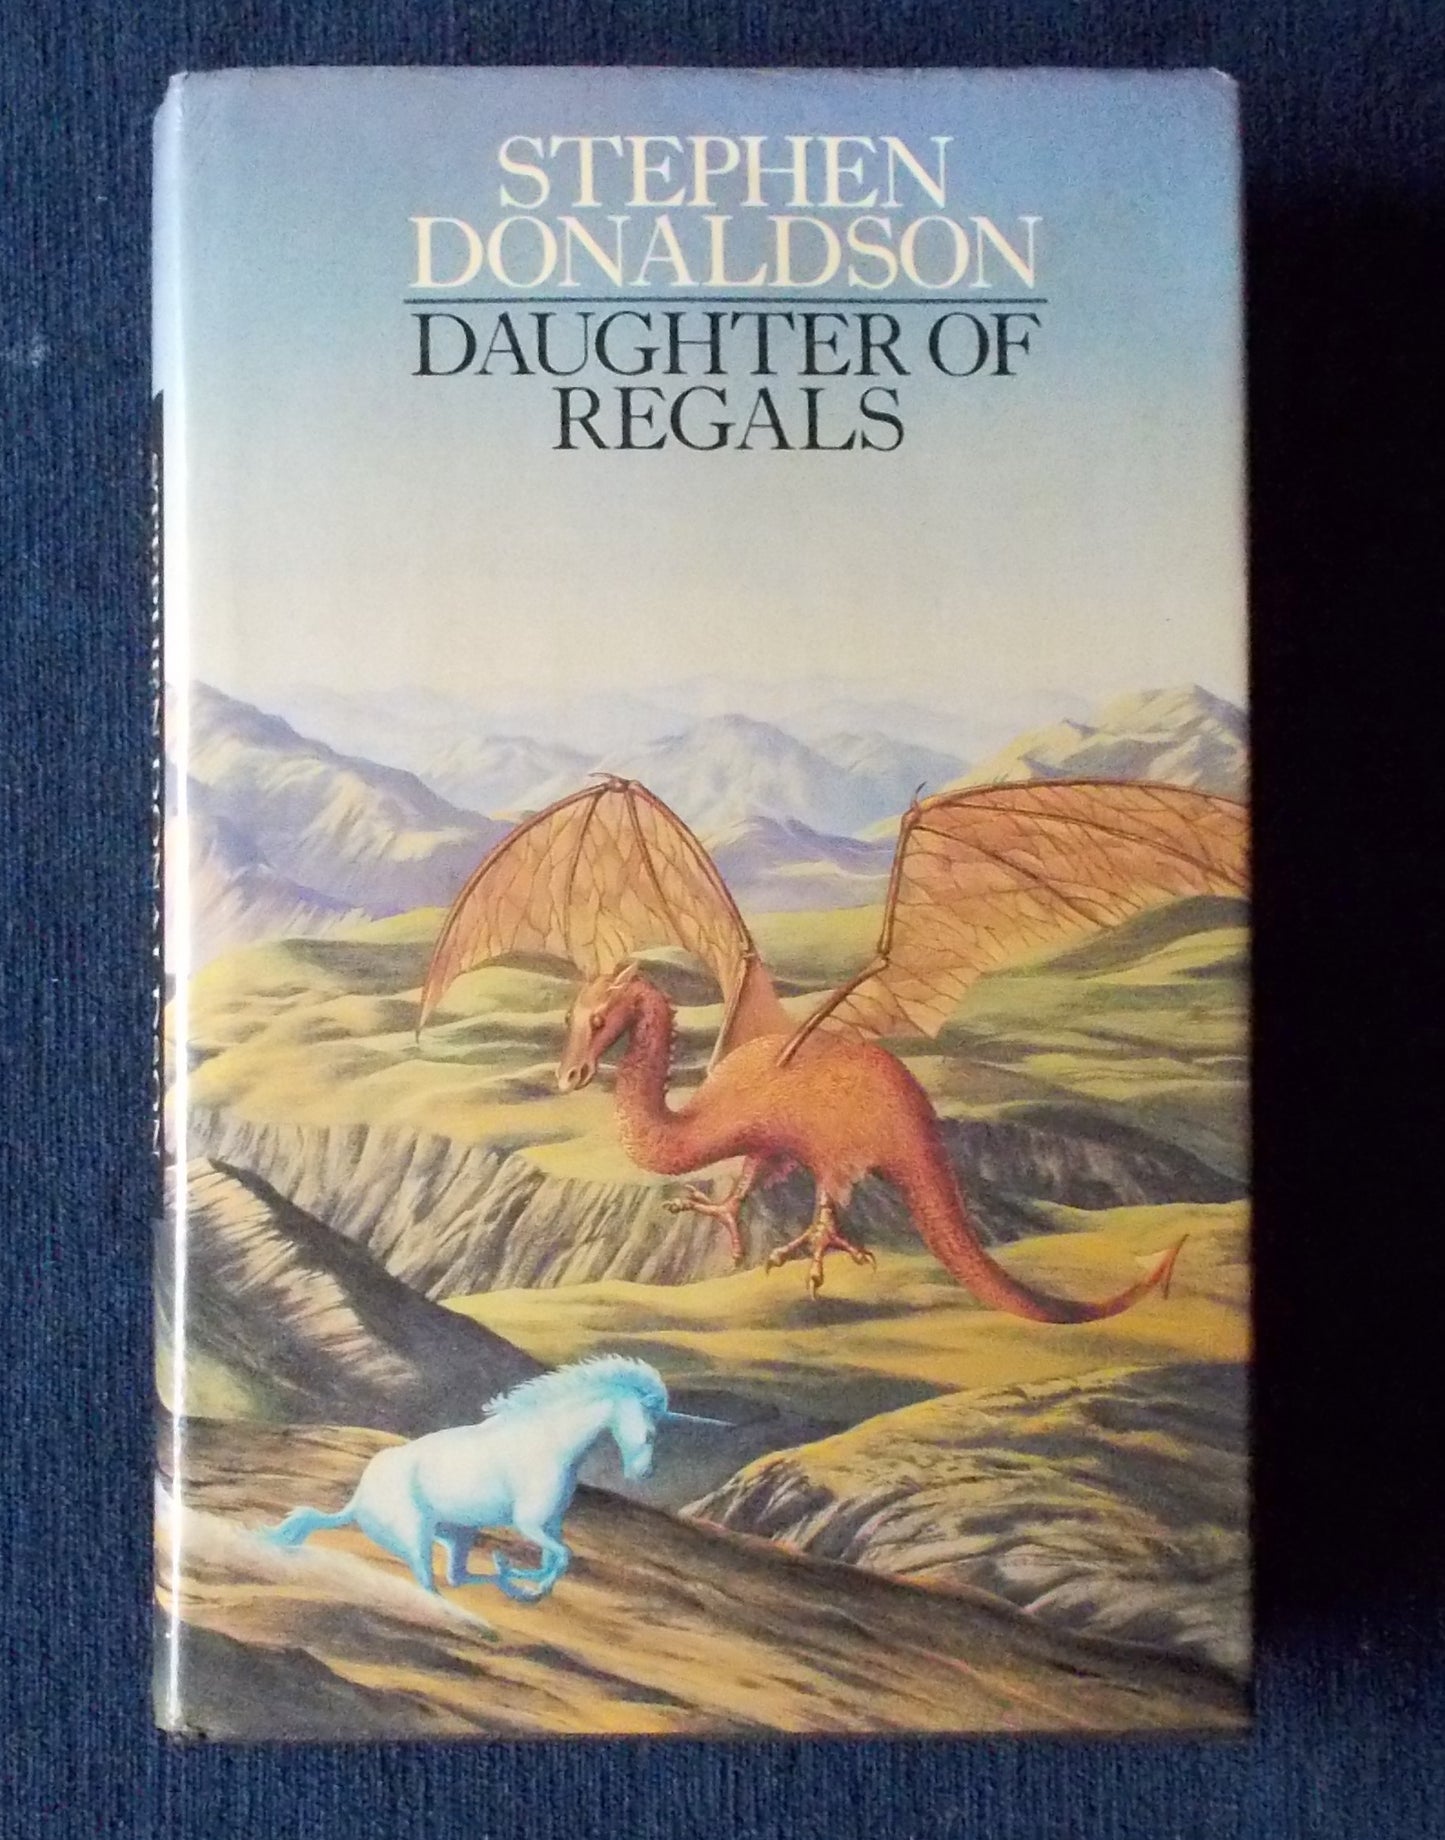 STEPHEN
DONALDSON
DAUGHTER OF
REGALS